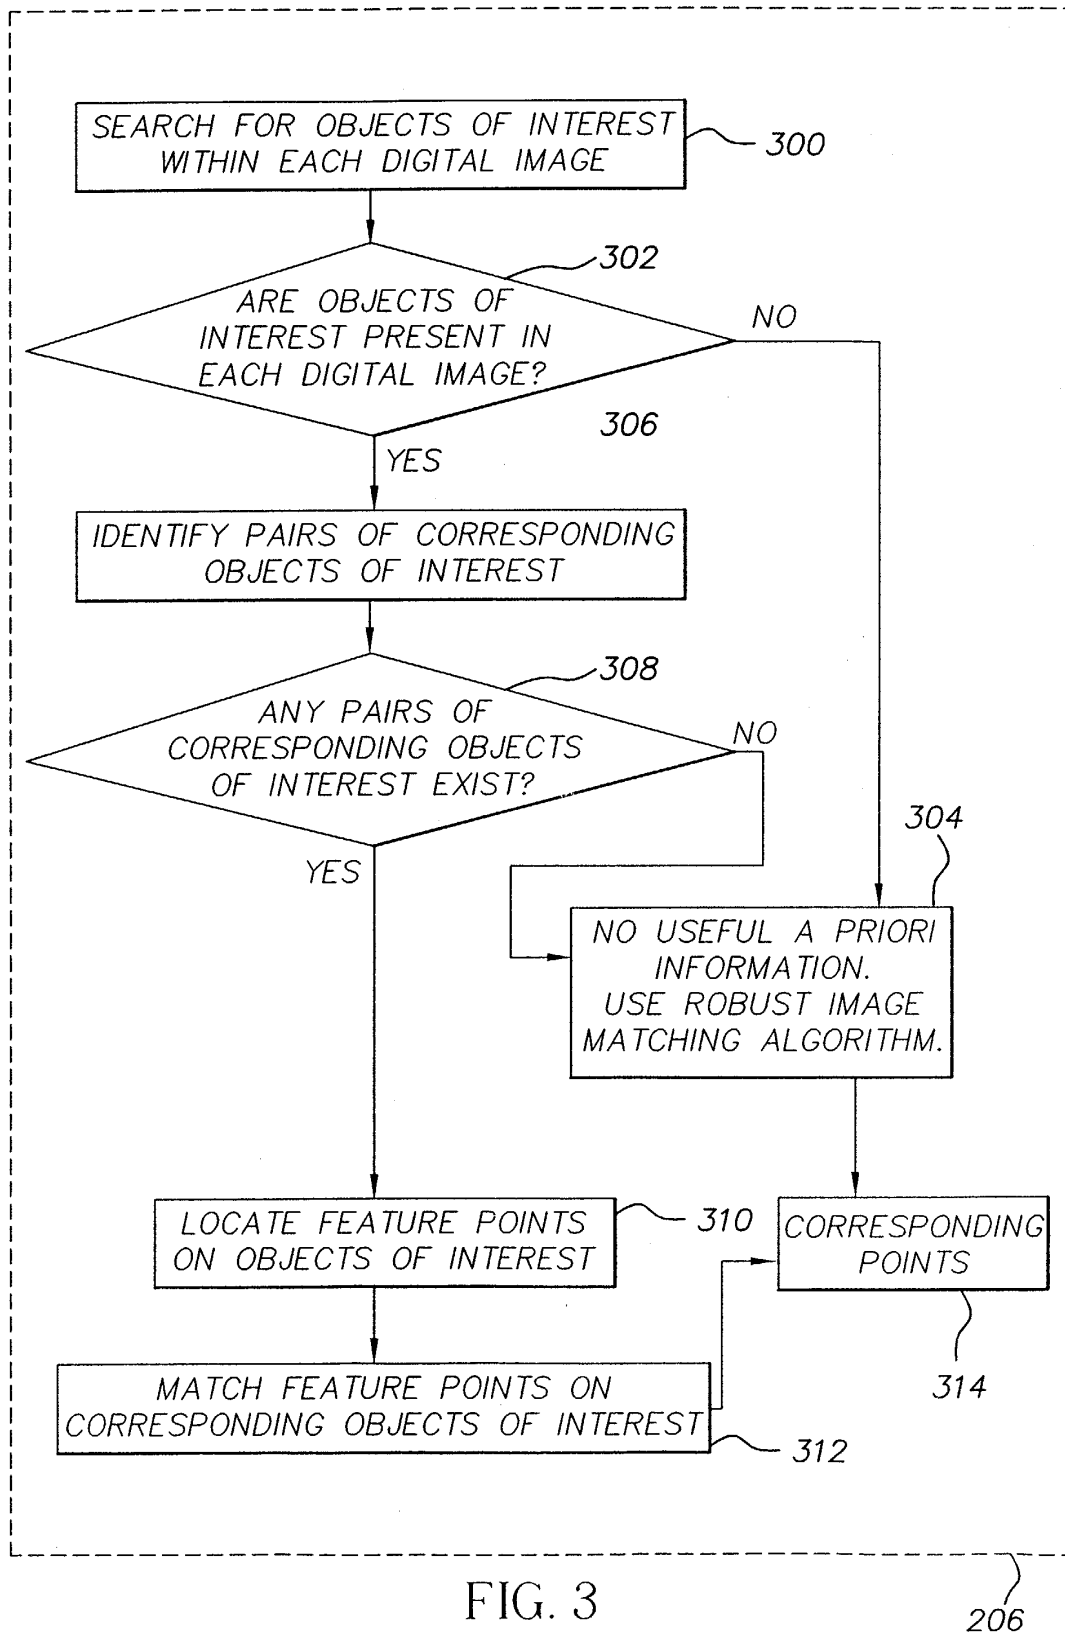 SEARCH FOR OBJECTS OF INTEREST
WITHIN EACH DIGITAL IMAGE
300
302
ARE OBJECTS OF
INTEREST PRESENT IN
EACH DIGITAL IMAGE?
NO
306
YES
IDENTIFY PAIRS OF CORRESPONDING
OBJECTS OF INTEREST
308
ANY PAIRS OF
CORRESPONDING OBJECTS
OF INTEREST EXIST?
NO
YES
304
NO USEFUL A PRIORI
INFORMATION.
USE ROBUST IMAGE
MATCHING ALGORITHM.
LOCATE FEATURE POINTS
ON OBJECTS OF INTEREST
310
CORRESPONDING
POINTS
314
MATCH FEATURE POINTS ON
CORRESPONDING OBJECTS OF INTEREST
312
FIG. 3
206